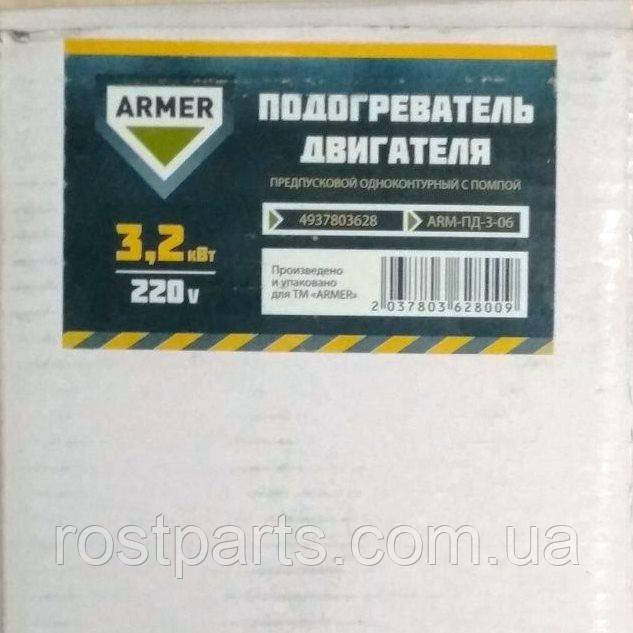 ARMER
ПОДОГРЕВАТЕЛЬ
ДВИГАТЕЛЯ
ПРЕДПУСКОВОЙ ОДНОКОНТУРНЫЙ С ПОМПОЙ
4937803628
ARM-ПД-3-06
3,2 кВт
220 V
Произведено
и упаковано
для ТМ «ARMER»
2 037803 628009
rostparts.com.ua